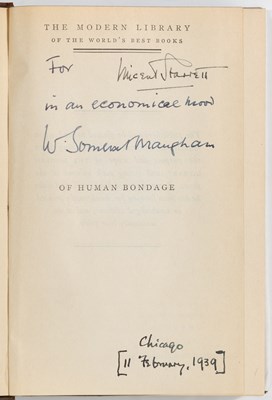 THE MODERN LIBRARY
OF THE WORLD'S BEST BOOKS
For Vincent Starrett
in an economical mood
W. Somerset Maugham
OF HUMAN BONDAGE
Chicago
[11 February, 1939]